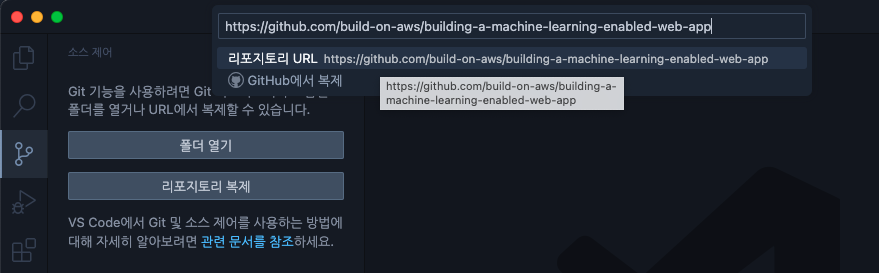 https://github.com/build-on-aws/building-a-machine-learning-enabled-web-app
리포지토리 URL https://github.com/build-on-aws/building-a-machine-learning-enabled-web-app
GitHub에서 복제
https://github.com/build-on-aws/building-a-
machine-learning-enabled-web-app
소스 제어
Git 기능을 사용하려면 Git
폴더를 열거나 URL에서 복제할 수 있습니다.
폴더 열기
리포지토리 복제
VS Code에서 Git 및 소스 제어를 사용하는 방법에
대해 자세히 알아보려면 관련 문서를 참조하세요.